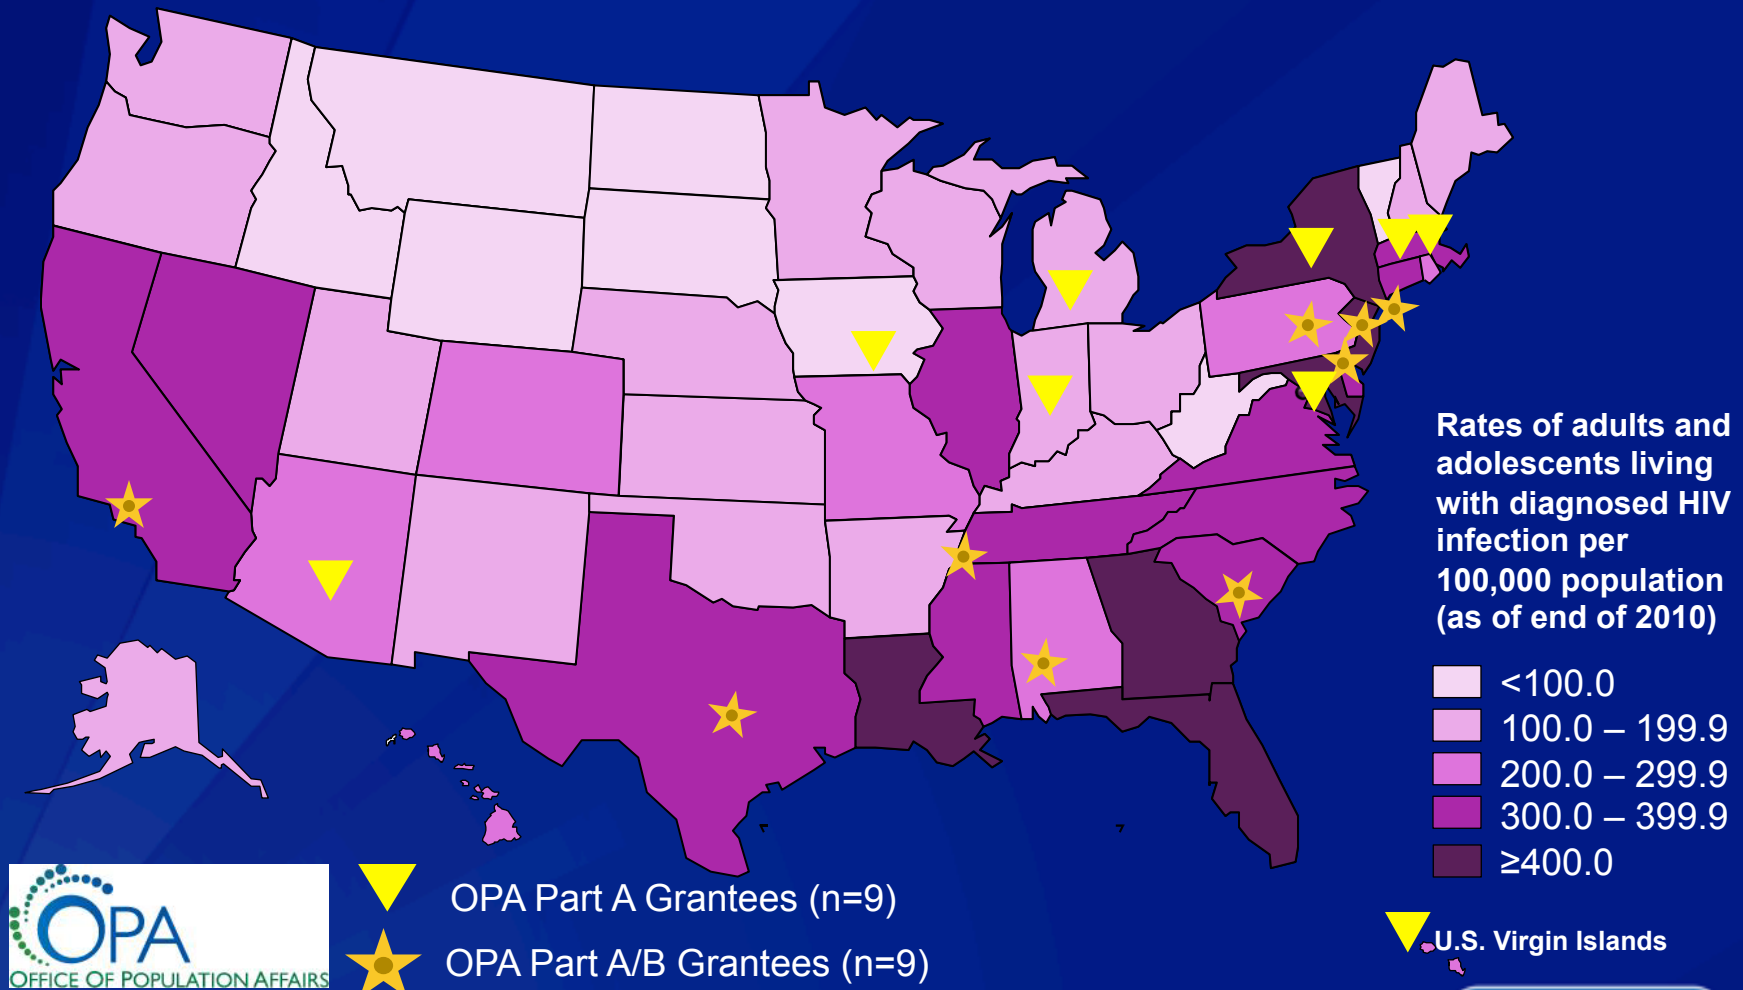 Rates of adults and
adolescents living
with diagnosed HIV
infection per
100,000 population
(as of end of 2010)
<100.0
100.0 – 199.9
200.0 – 299.9
300.0 – 399.9
≥400.0
U.S. Virgin Islands
OPA
OFFICE OF POPULATION AFFAIRS
OPA Part A Grantees (n=9)
OPA Part A/B Grantees (n=9)